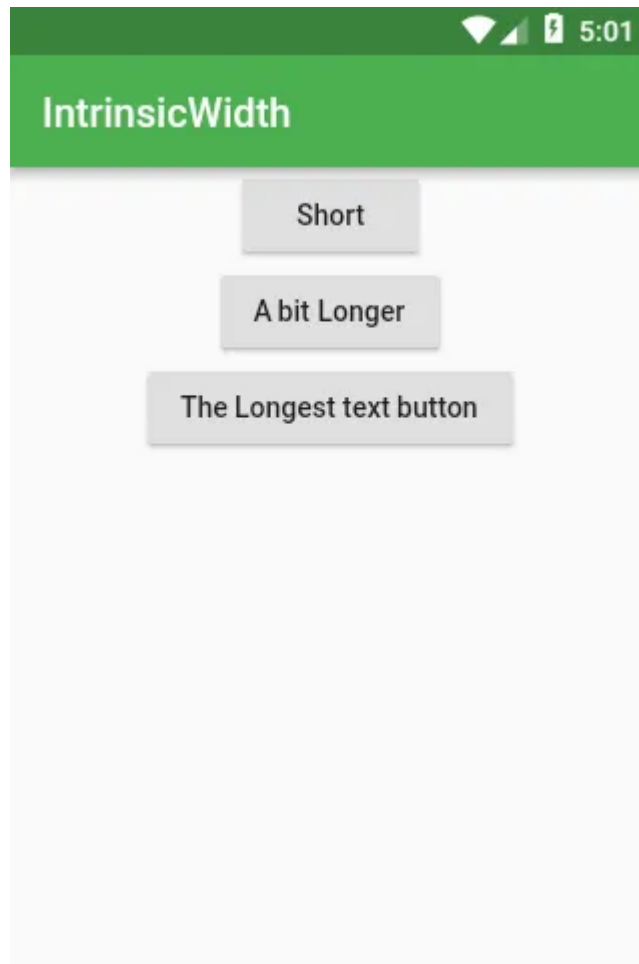 5:01
IntrinsicWidth
Short
A bit Longer
The Longest text button